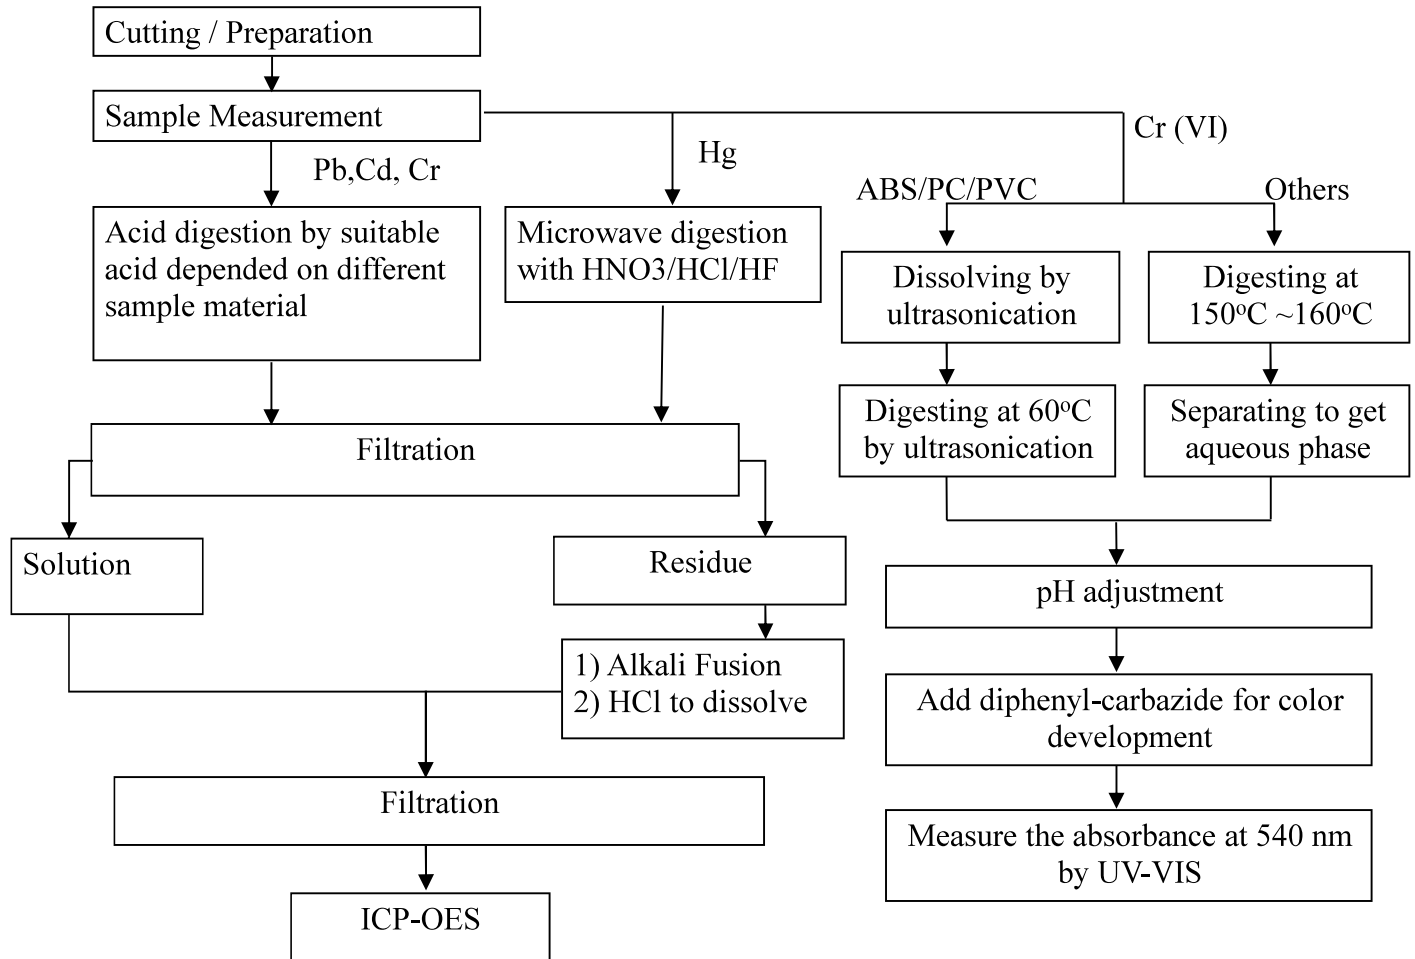 Cutting / Preparation
Sample Measurement
Pb,Cd, Cr
Hg
Cr (VI)
ABS/PC/PVC
Others
Acid digestion by suitable
acid depended on different
sample material
Microwave digestion
with HNO3/HCl/HF
Dissolving by
ultrasonication
Digesting at
150ºC ~160ºC
Digesting at 60ºC
by ultrasonication
Separating to get
aqueous phase
Filtration
Solution
Residue
1) Alkali Fusion
2) HCl to dissolve
Filtration
ICP-OES
pH adjustment
Add diphenyl-carbazide for color
development
Measure the absorbance at 540 nm
by UV-VIS